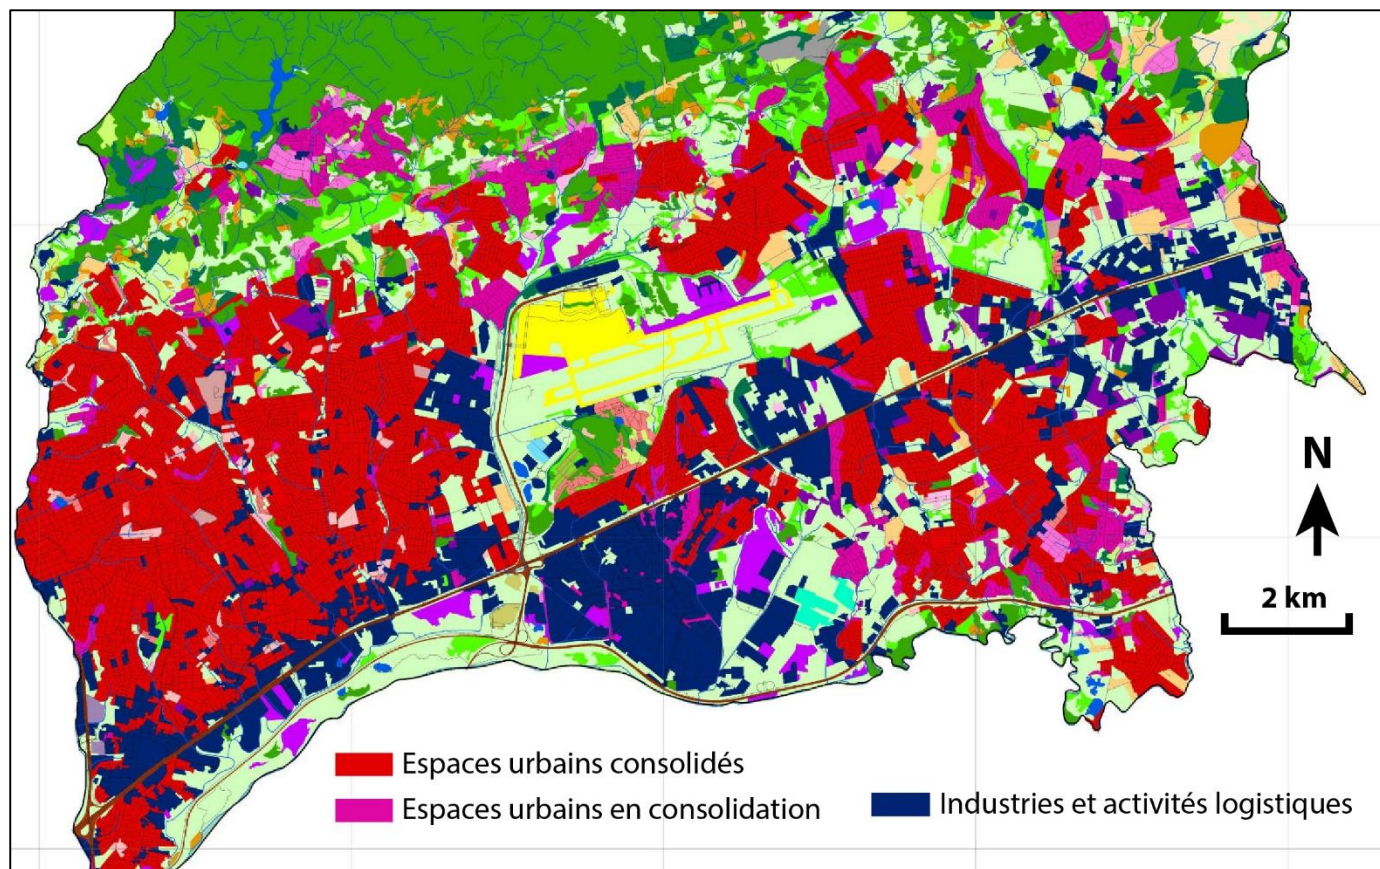 N
2 km
Espaces urbains consolidés
Espaces urbains en consolidation
Industries et activités logistiques